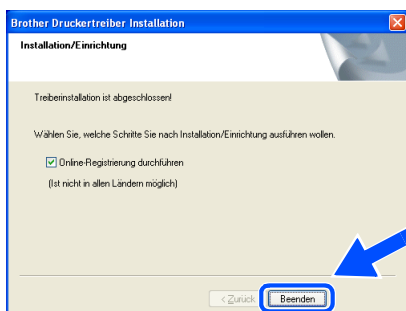 Brother Druckertreiber Installation
Installation/Einrichtung
Treiberinstallation ist abgeschlossen!
Wählen Sie, welche Schritte Sie nach Installation/Einrichtung ausführen wollen.
Online-Registrierung durchführen
(Ist nicht in allen Ländern möglich)
< Zurück
Beenden